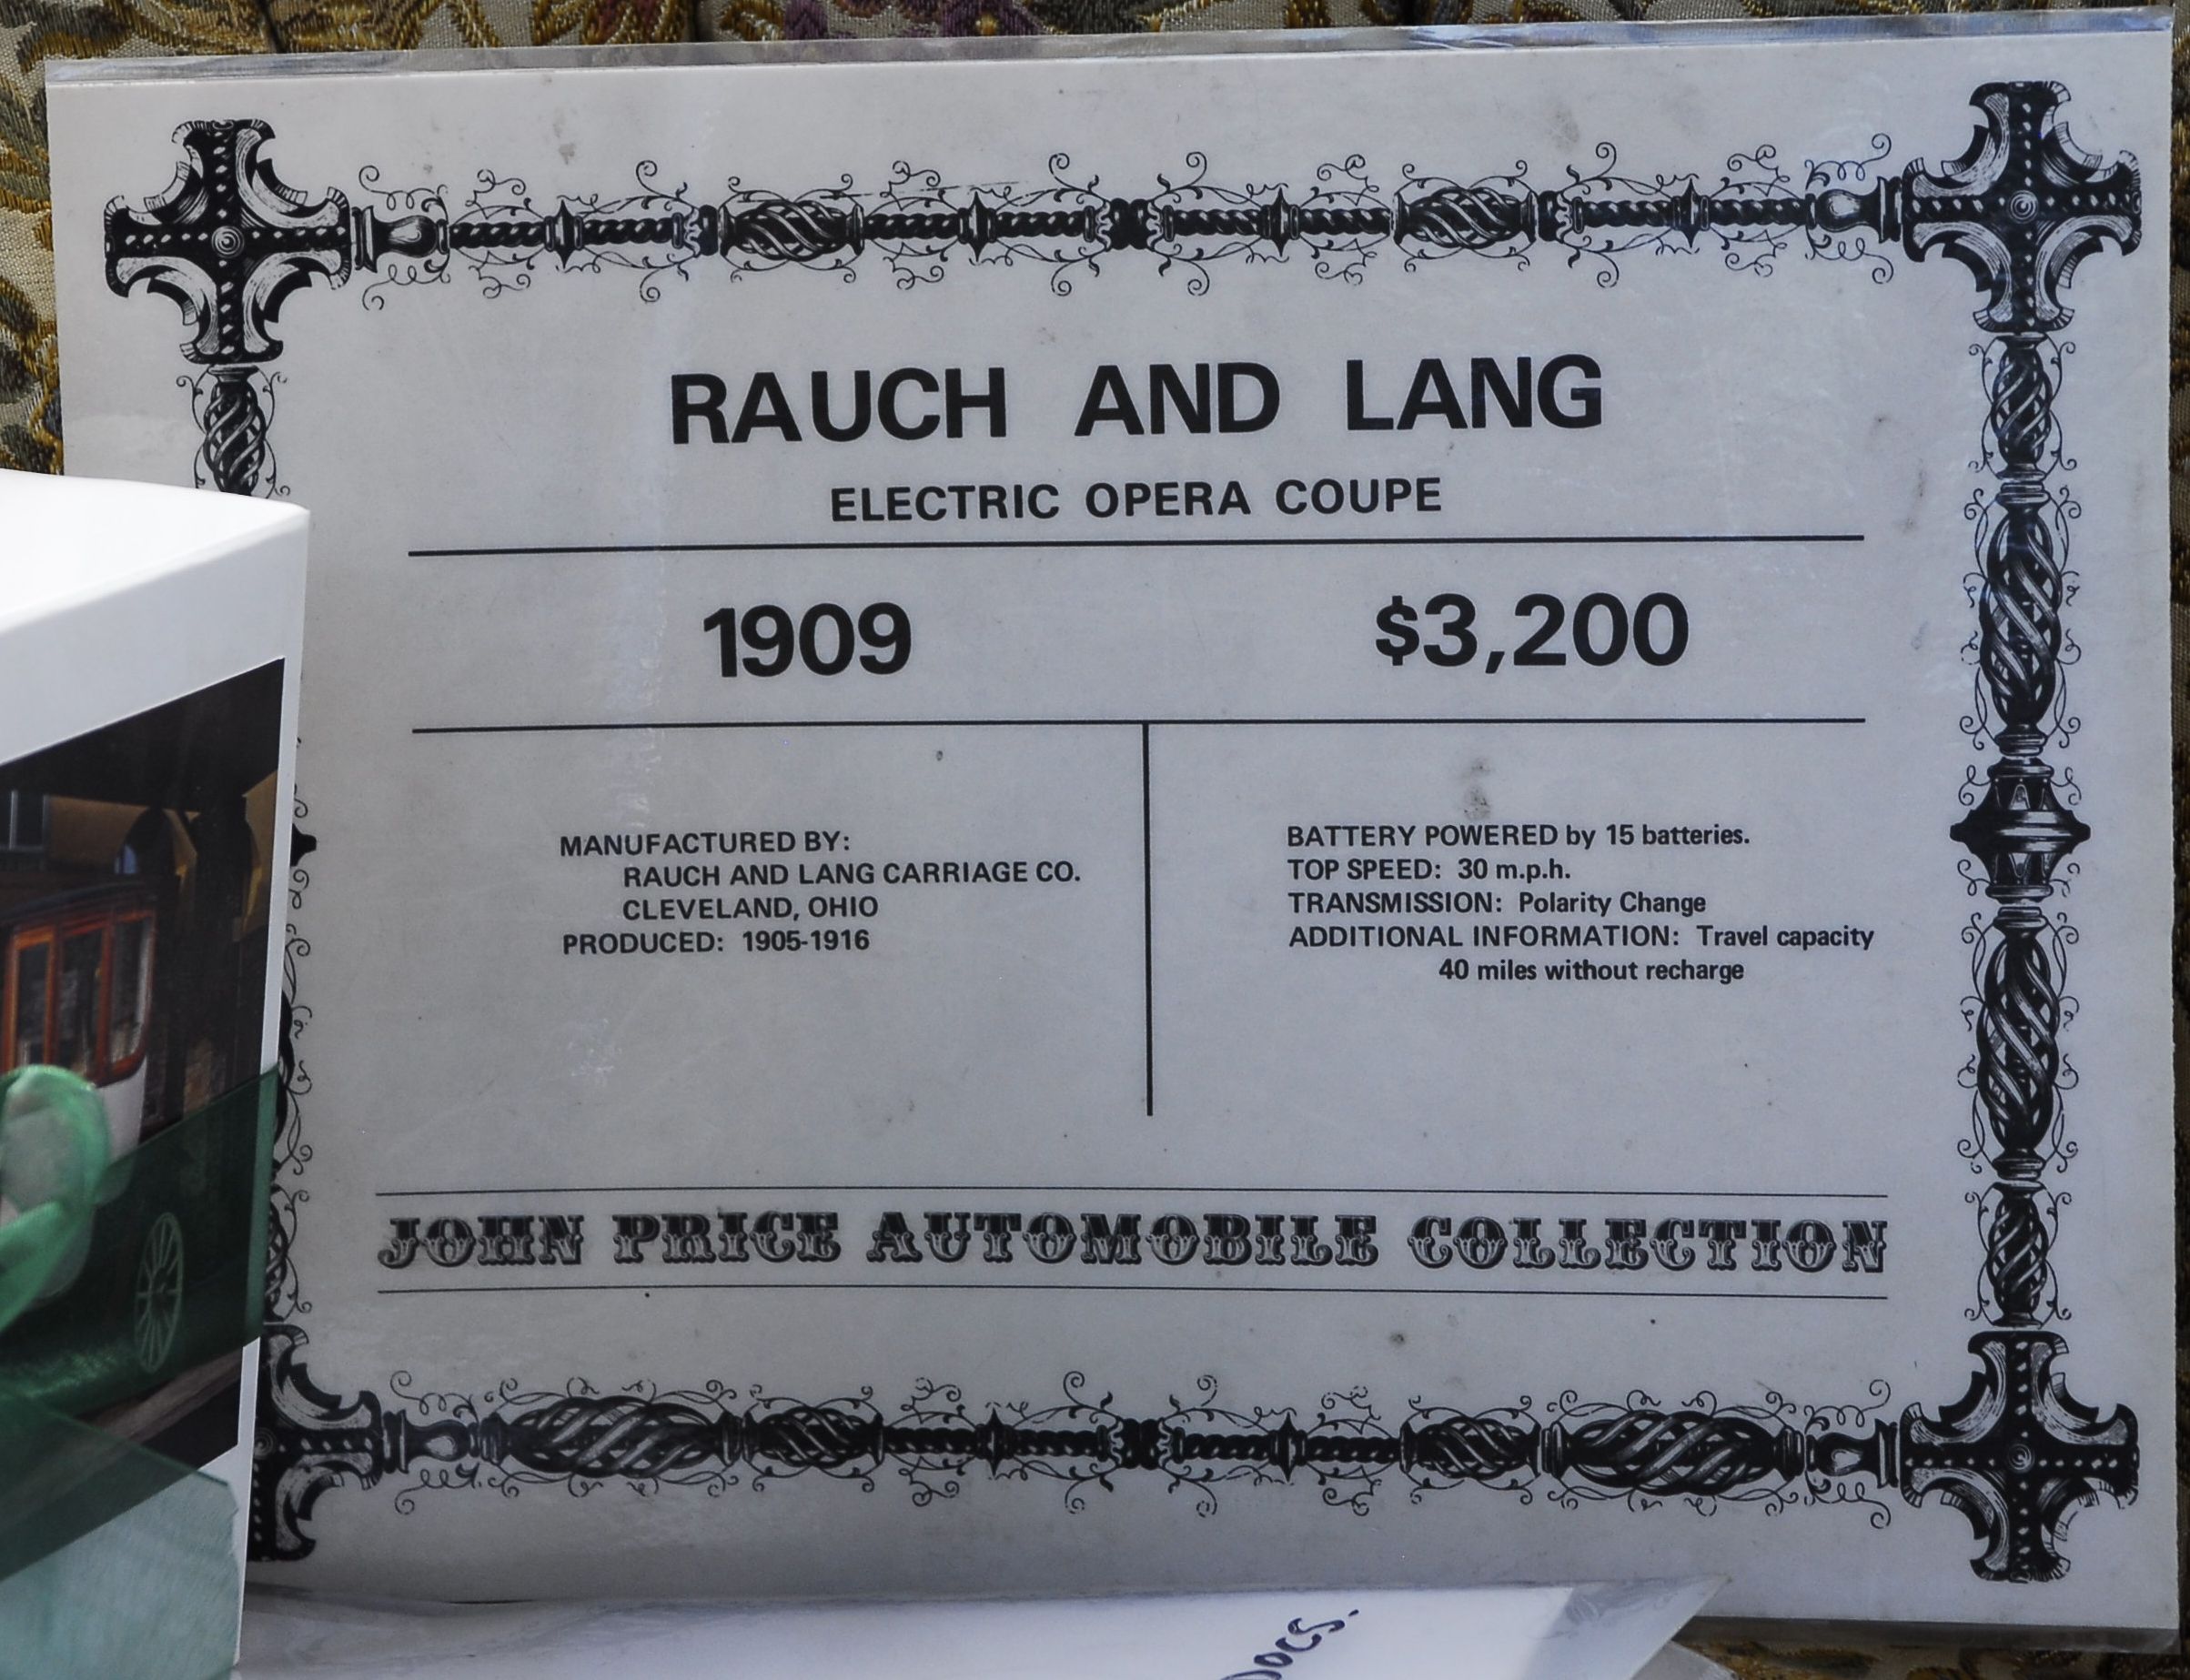 RAUCH AND LANG
ELECTRIC OPERA COUPE
1909
$3,200
MANUFACTURED BY:
RAUCH AND LANG CARRIAGE CO.
CLEVELAND, OHIO
PRODUCED: 1905-1916
BATTERY POWERED by 15 batteries.
TOP SPEED: 30 m.p.h.
TRANSMISSION: Polarity Change
ADDITIONAL INFORMATION: Travel capacity
40 miles without recharge
JOHN PRICE AUTOMOBILE COLLECTION
DOCS.